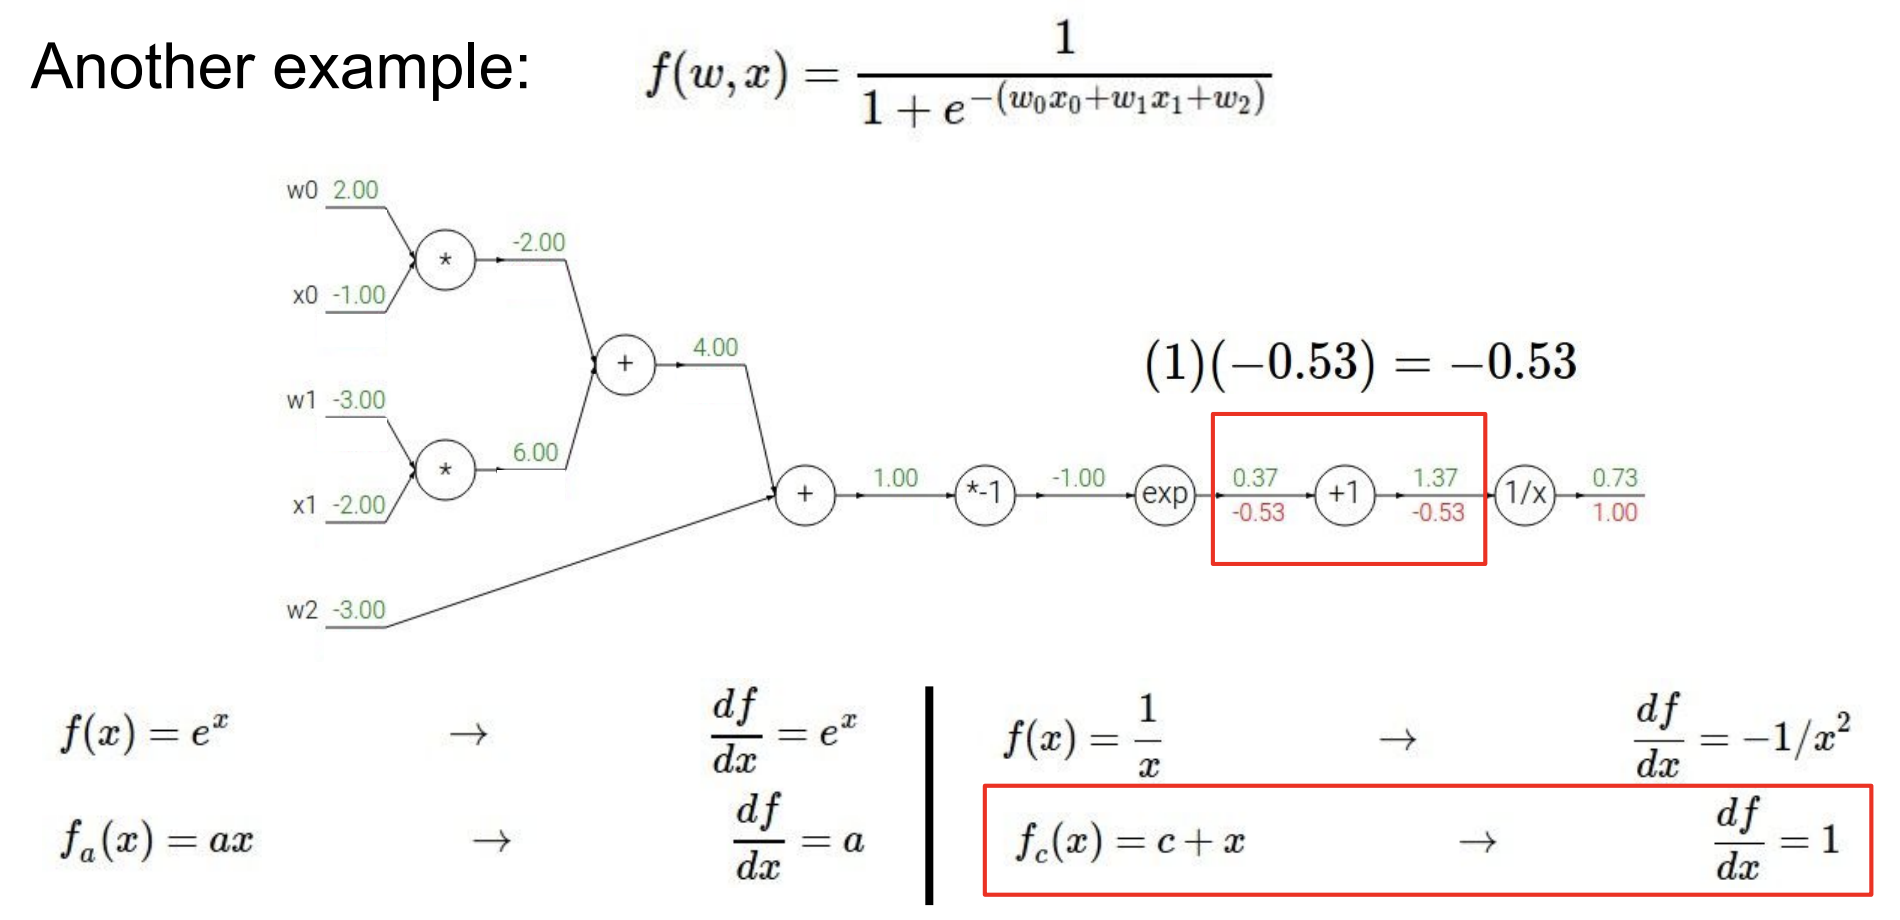 Another example: f(w, x) = 1 / (1 + e^{-(w_0x_0+w_1x_1+w_2)})
w0 2.00
* -2.00
x0 -1.00
+ 4.00
(1)(−0.53) = −0.53
w1 -3.00
* 6.00
x1 -2.00
+ 1.00 *-1 -1.00 exp 0.37 +1 1.37 1/x 0.73
-0.53 -0.53 1.00
w2 -3.00
f(x) = e^x → df/dx = e^x
f(x) = 1/x → df/dx = −1/x^2
f_a(x) = ax → df/dx = a
f_c(x) = c + x → df/dx = 1